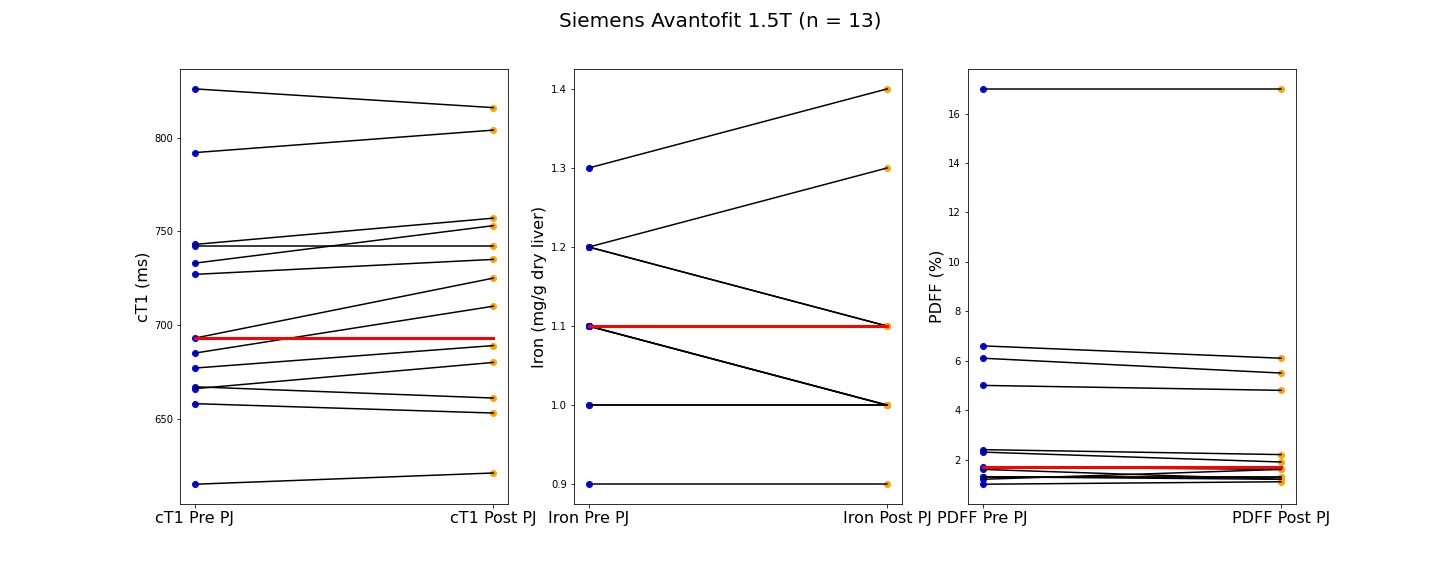 Siemens Avantofit 1.5T (n = 13)
cT1 (ms)
800
750
700
650
cT1 Pre PJ
cT1 Post PJ
Iron (mg/g dry liver)
1.4
1.3
1.2
1.1
1.0
0.9
Iron Pre PJ
Iron Post PJ
PDFF (%)
16
14
12
10
8
6
4
2
PDFF Pre PJ
PDFF Post PJ